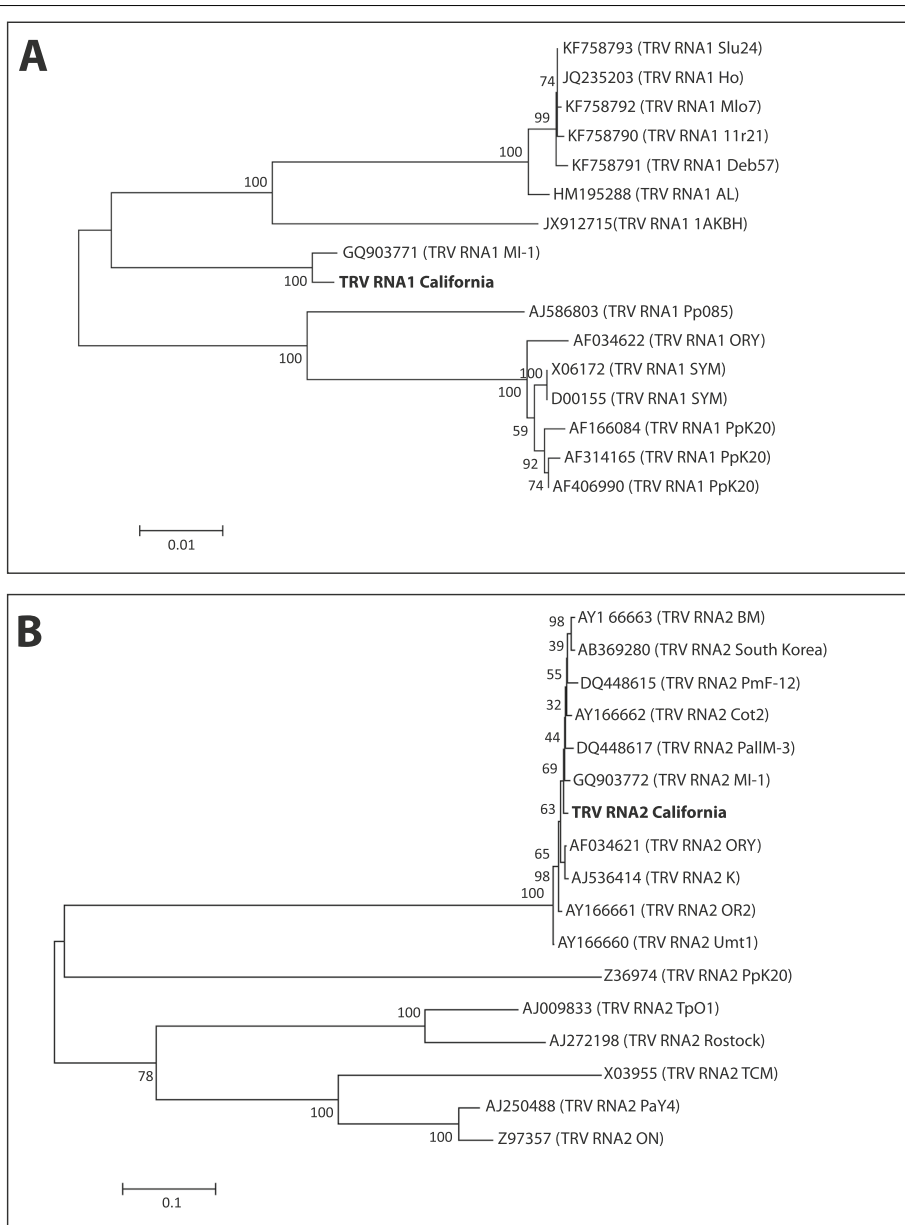 A
KF758793 (TRV RNA1 Slu24)
74
JQ235203 (TRV RNA1 Ho)
KF758792 (TRV RNA1 Mlo7)
99
KF758790 (TRV RNA1 11r21)
100
KF758791 (TRV RNA1 Deb57)
100
HM195288 (TRV RNA1 AL)
JX912715(TRV RNA1 1AKBH)
GQ903771 (TRV RNA1 MI-1)
100
TRV RNA1 California
AJ586803 (TRV RNA1 Pp085)
100
AF034622 (TRV RNA1 ORY)
100
X06172 (TRV RNA1 SYM)
100
D00155 (TRV RNA1 SYM)
59
AF166084 (TRV RNA1 PpK20)
92
AF314165 (TRV RNA1 PpK20)
74
AF406990 (TRV RNA1 PpK20)
0.01
B
98
AY1 66663 (TRV RNA2 BM)
39
AB369280 (TRV RNA2 South Korea)
55
DQ448615 (TRV RNA2 PmF-12)
32
AY166662 (TRV RNA2 Cot2)
44
DQ448617 (TRV RNA2 PallM-3)
69
GQ903772 (TRV RNA2 MI-1)
63
TRV RNA2 California
65
AF034621 (TRV RNA2 ORY)
98
AJ536414 (TRV RNA2 K)
100
AY166661 (TRV RNA2 OR2)
AY166660 (TRV RNA2 Umt1)
Z36974 (TRV RNA2 PpK20)
100
AJ009833 (TRV RNA2 TpO1)
AJ272198 (TRV RNA2 Rostock)
78
X03955 (TRV RNA2 TCM)
100
AJ250488 (TRV RNA2 PaY4)
100
Z97357 (TRV RNA2 ON)
0.1